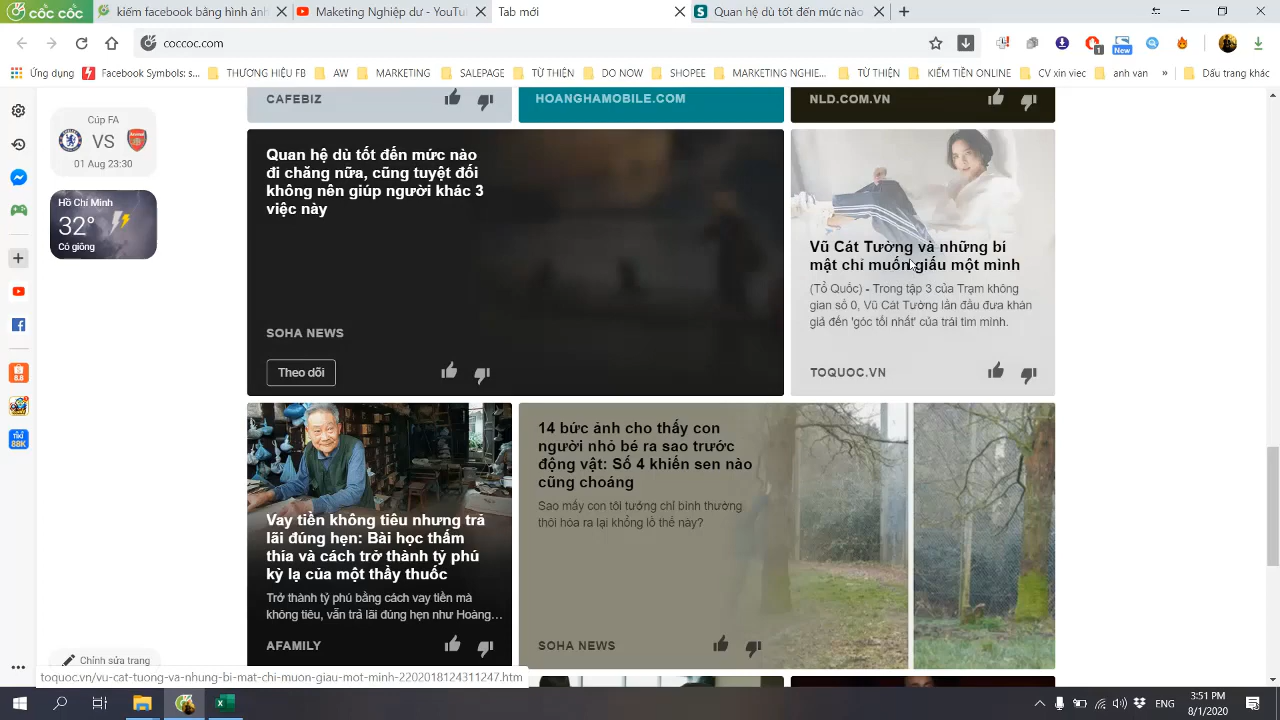 cốc cốc
kiếm facebook bằng hình ản
Marketing Nghiệp dư - YouTu
Tab mới
Quan hệ dù tốt đến mức nào
coccoc.com
1
New
Ứng dụng
Facebook Symbols: s...
THƯƠNG HIỆU FB
AW
MARKETING
SALEPAGE
TỪ THIỆN
DO NOW
SHOPEE
MARKETING NGHIE...
TỪ THIỆN
KIẾM TIỀN MÌNH
CV xin viec
anh van
»
Dấu trang khác
Cúp FA
VS
01 Aug 23:30
Hồ Chí Minh
32°
Có giông
CAFEBIZ
HOANGHAMOBILE.COM
NLD.COM.VN
Quan hệ dù tốt đến mức nào
đi chăng nữa, cũng tuyệt đối
không nên giúp người khác 3
việc này
SOHA NEWS
Theo dõi
Vũ Cát Tường và những bí
mật chỉ muốn giấu một mình
(Tổ Quốc) - Trong tập 3 của Trạm không
gian số 0, Vũ Cát Tường lần đầu đưa khán
giả đến 'góc tối nhất' của trái tim mình.
TOQUOC.VN
8.8
TIKI
88K
Vay tiền không tiêu nhưng trả
lãi đúng hẹn: Bài học thấm
thía và cách trở thành tỷ phú
kỳ lạ của một thầy thuốc
Trở thành tỷ phú bằng cách vay tiền mà
không tiêu, vẫn trả lãi đúng hẹn như Hoàng...
AFAMILY
14 bức ảnh cho thấy con
người nhỏ bé ra sao trước
động vật: Số 4 khiến sen nào
cũng choáng
Sao mấy con tôi tưởng chỉ bình thường
thôi hóa ra lại khổng lồ thế này?
SOHA NEWS
Chỉnh sửa trang
toquoc.vn/vu-cat-tuong-va-nhung-bi-mat-chi-muon-giau-mot-minh-2202018124311247.htm
3:51 PM
8/1/2020